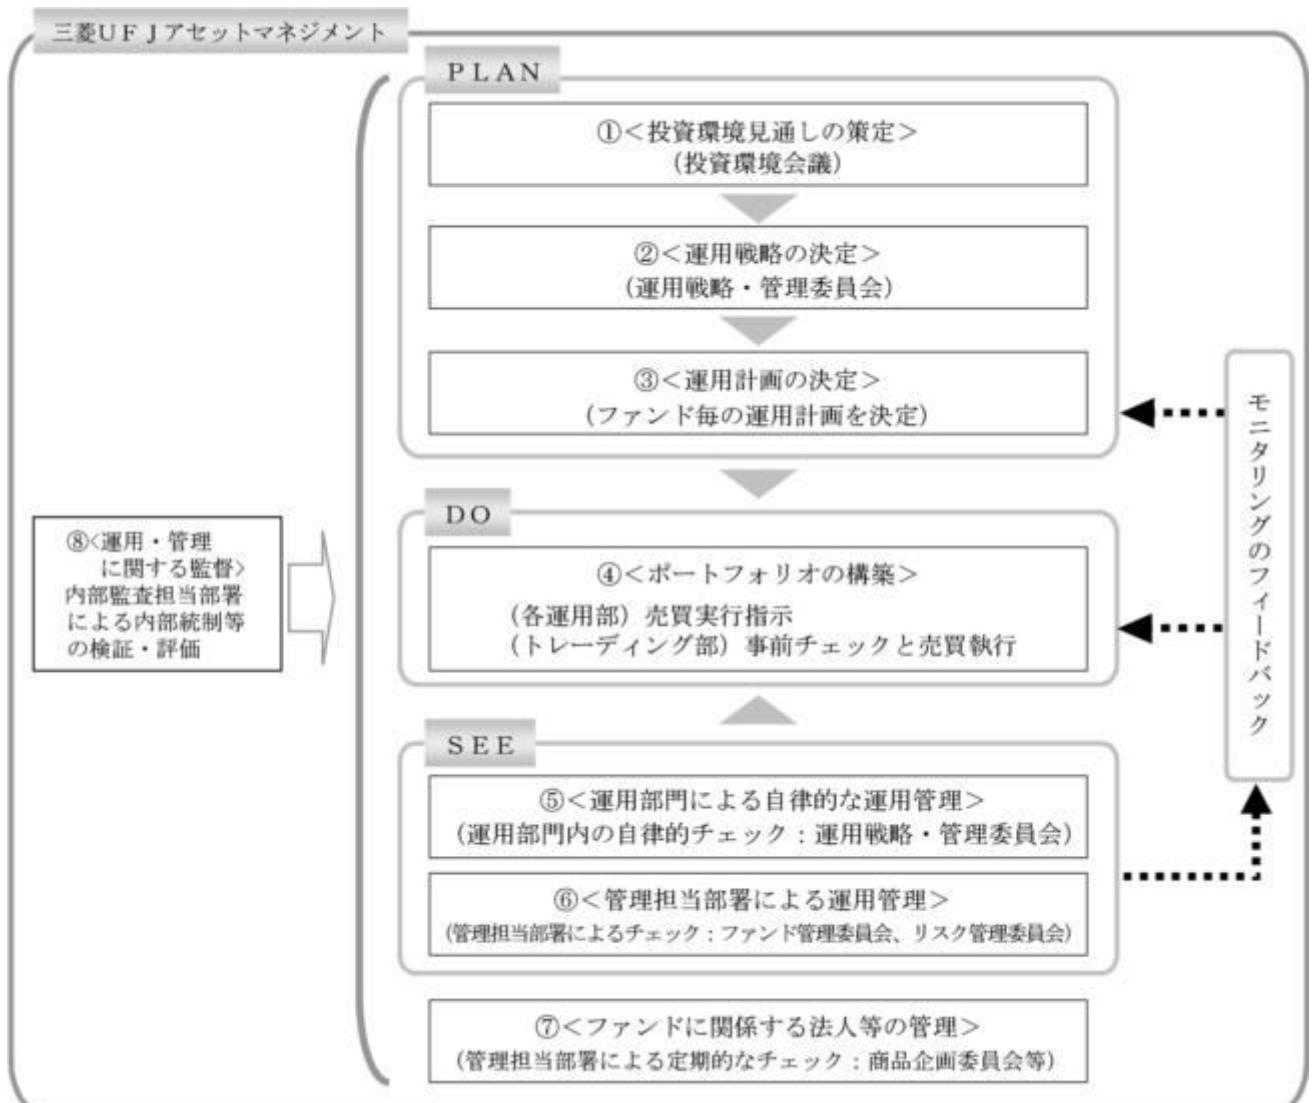 三菱ＵＦＪアセットマネジメント
ＰＬＡＮ
①＜投資環境見通しの策定＞
（投資環境会議）
②＜運用戦略の決定＞
（運用戦略・管理委員会）
③＜運用計画の決定＞
（ファンド毎の運用計画を決定）
ＤＯ
④＜ポートフォリオの構築＞
（各運用部）売買実行指示
（トレーディング部）事前チェックと売買執行
ＳＥＥ
⑤＜運用部門による自律的な運用管理＞
（運用部門内の自律的チェック：運用戦略・管理委員会）
⑥＜管理担当部署による運用管理＞
（管理担当部署によるチェック：ファンド管理委員会、リスク管理委員会）
⑦＜ファンドに関係する法人等の管理＞
（管理担当部署による定期的なチェック：商品企画委員会等）
⑧<運用・管理
に関する監督>
内部監査担当部署
による内部統制等
の検証・評価
モニタリングのフィードバック